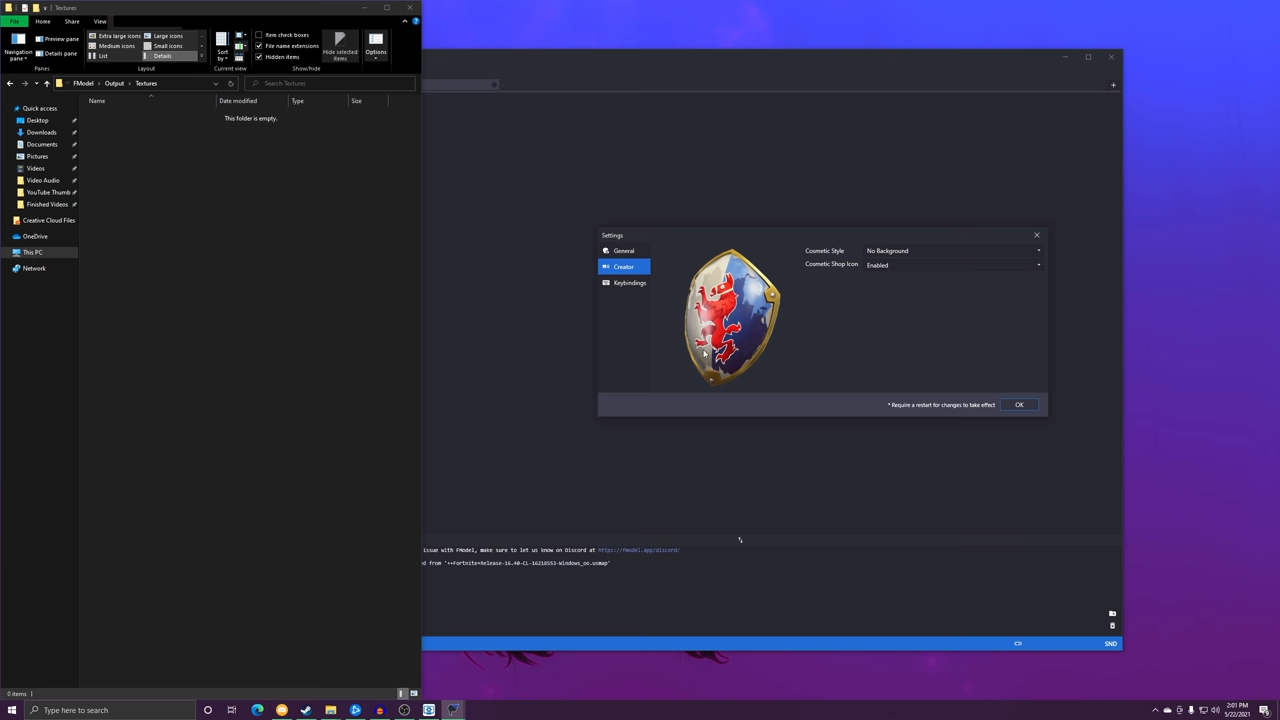 Textures
File Home Share View
Navigation pane
Preview pane
Details pane
Panes
Extra large icons Large icons
Medium icons Small icons
List Details
Layout
Sort by
Current view
Item check boxes
File name extensions
Hidden items
Hide selected items
Show/hide
Options
FModel Output Textures
Search Textures
Name Date modified Type Size
This folder is empty.
Quick access
Desktop
Downloads
Documents
Pictures
Videos
Video Audio
YouTube Thumb
Finished Videos
Creative Cloud Files
OneDrive
This PC
Network
0 items
Settings
General
Creator
Keybindings
Cosmetic Style No Background
Cosmetic Shop Icon Enabled
* Require a restart for changes to take effect OK
issue with FModel, make sure to let us know on Discord at https://fmodel.app/discord/
d from '++Fortnite+Release-16.40-CL-16218553-Windows_oo.usmap'
SND
Type here to search
2:01 PM
5/22/2021